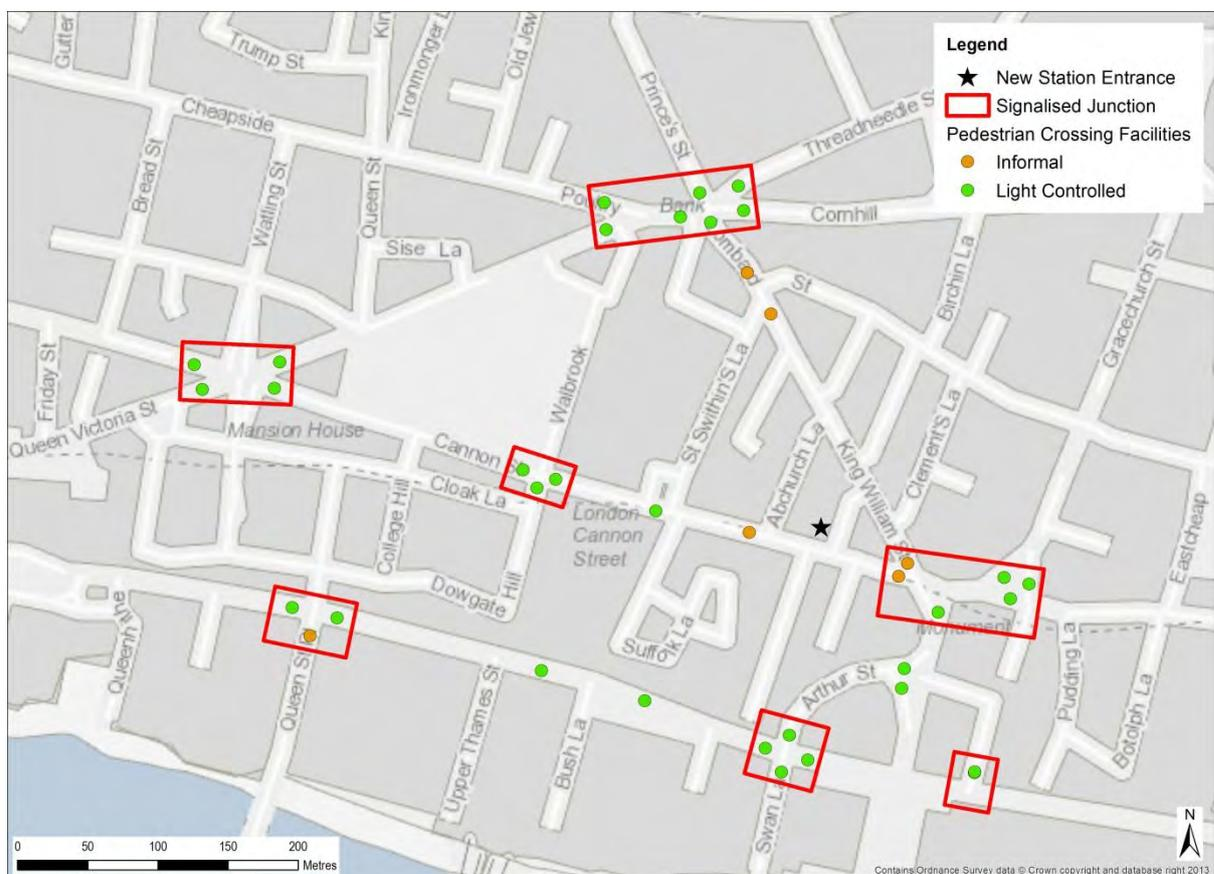 Gutter
Trump St
Ironmonger L
Old Jew
Prince's St
Threadneedle S
Legend
New Station Entrance
Signalised Junction
Pedestrian Crossing Facilities
Informal
Light Controlled
Cheapside
Bread St
Watling St
Queen St
Poultry
Bank
Cornhill
Lombard
St
Sise La
Birchin La
Gracechurch St
Friday St
Queen Victoria St
Mansion House
Walbrook
St Swithin'S La
Cannon St
Cloak La
College Hill
London
Cannon
Street
Abchurch La
King William St
Clement'S La
Eastcheap
Dowgate
Hill
Suffolk La
Monument
Queenhithe
Queen St Pl
Upper Thames St
Bush La
Arthur St
Swan La
Pudding La
Botolph La
0 50 100 150 200
Metres
N
Contains Ordnance Survey data © Crown copyright and database right 2013